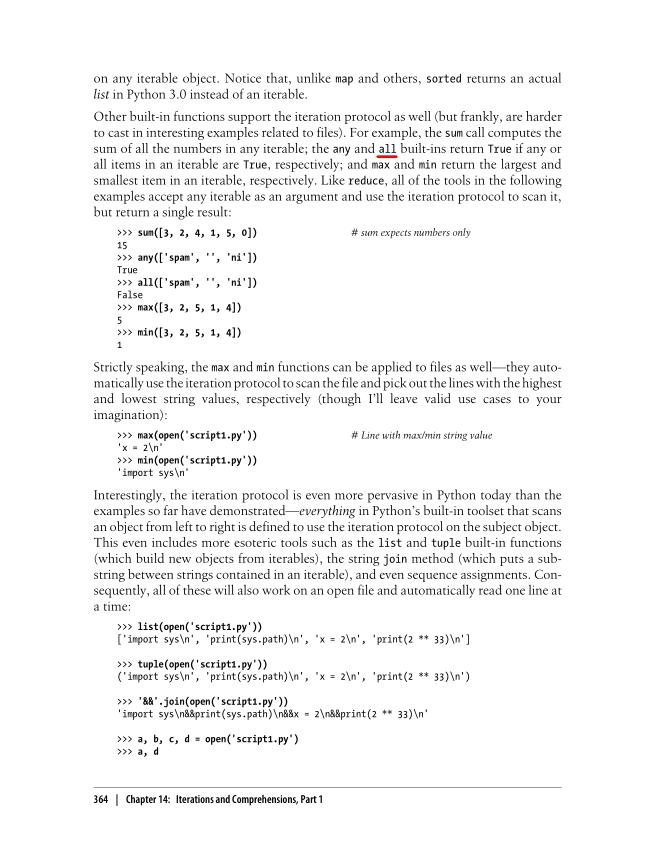 on any iterable object. Notice that, unlike map and others, sorted returns an actual
list in Python 3.0 instead of an iterable.
Other built-in functions support the iteration protocol as well (but frankly, are harder
to cast in interesting examples related to files). For example, the sum call computes the
sum of all the numbers in any iterable; the any and all built-ins return True if any or
all items in an iterable are True, respectively; and max and min return the largest and
smallest item in an iterable, respectively. Like reduce, all of the tools in the following
examples accept any iterable as an argument and use the iteration protocol to scan it,
but return a single result:
>>> sum([3, 2, 4, 1, 5, 0]) # sum expects numbers only
15
>>> any(['spam', '', 'ni'])
True
>>> all(['spam', '', 'ni'])
False
>>> max([3, 2, 5, 1, 4])
5
>>> min([3, 2, 5, 1, 4])
1
Strictly speaking, the max and min functions can be applied to files as well—they auto-
matically use the iteration protocol to scan the file and pick out the lines with the highest
and lowest string values, respectively (though I'll leave valid use cases to your
imagination):
>>> max(open('script1.py')) # Line with max/min string value
'x = 2\n'
>>> min(open('script1.py'))
'import sys\n'
Interestingly, the iteration protocol is even more pervasive in Python today than the
examples so far have demonstrated—everything in Python's built-in toolset that scans
an object from left to right is defined to use the iteration protocol on the subject object.
This even includes more esoteric tools such as the list and tuple built-in functions
(which build new objects from iterables), the string join method (which puts a sub-
string between strings contained in an iterable), and even sequence assignments. Con-
sequently, all of these will also work on an open file and automatically read one line at
a time:
>>> list(open('script1.py'))
['import sys\n', 'print(sys.path)\n', 'x = 2\n', 'print(2 ** 33)\n']
>>> tuple(open('script1.py'))
('import sys\n', 'print(sys.path)\n', 'x = 2\n', 'print(2 ** 33)\n')
>>> '&&'.join(open('script1.py'))
'import sys\n&&print(sys.path)\n&&x = 2\n&&print(2 ** 33)\n'
>>> a, b, c, d = open('script1.py')
>>> a, d
364 | Chapter 14: Iterations and Comprehensions, Part 1